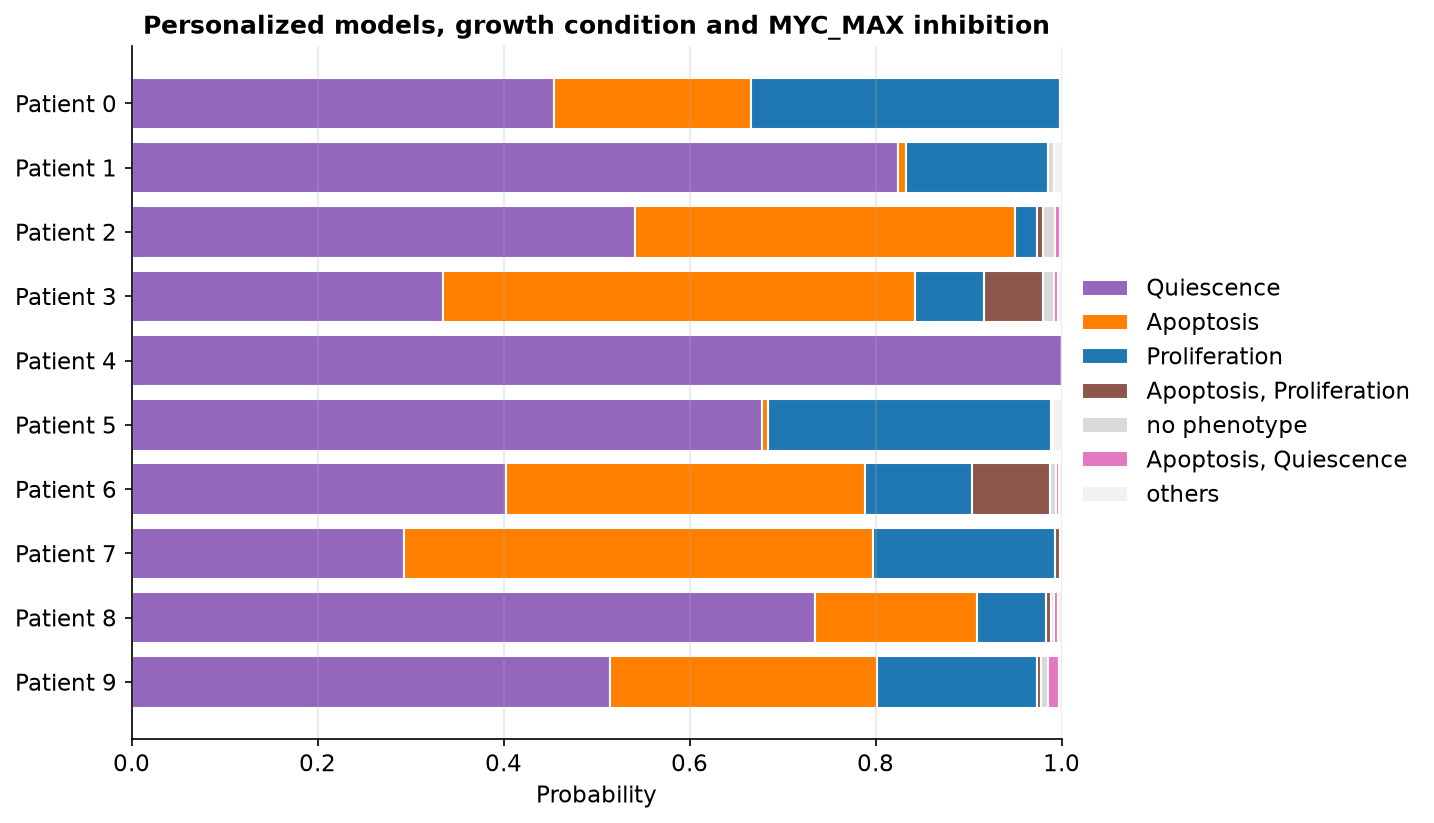 Personalized models, growth condition and MYC_MAX inhibition
Patient 0
Patient 1
Patient 2
Patient 3
Patient 4
Patient 5
Patient 6
Patient 7
Patient 8
Patient 9
0.0 0.2 0.4 0.6 0.8 1.0
Probability
Quiescence
Apoptosis
Proliferation
Apoptosis, Proliferation
no phenotype
Apoptosis, Quiescence
others